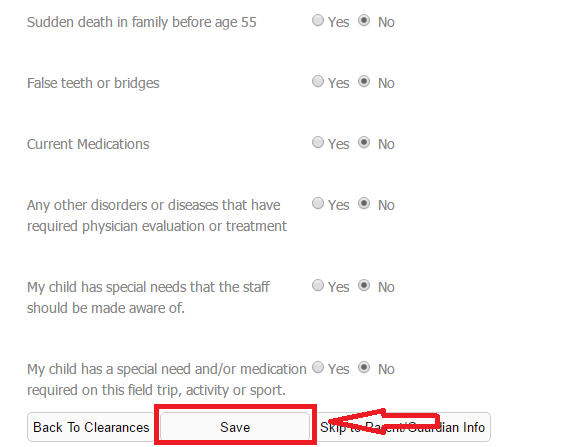 Sudden death in family before age 55 Yes No
False teeth or bridges Yes No
Current Medications Yes No
Any other disorders or diseases that have Yes No
required physician evaluation or treatment
My child has special needs that the staff Yes No
should be made aware of.
My child has a special need and/or medication Yes No
required on this field trip, activity or sport.
Back To Clearances Save Skip to Parent/Guardian Info